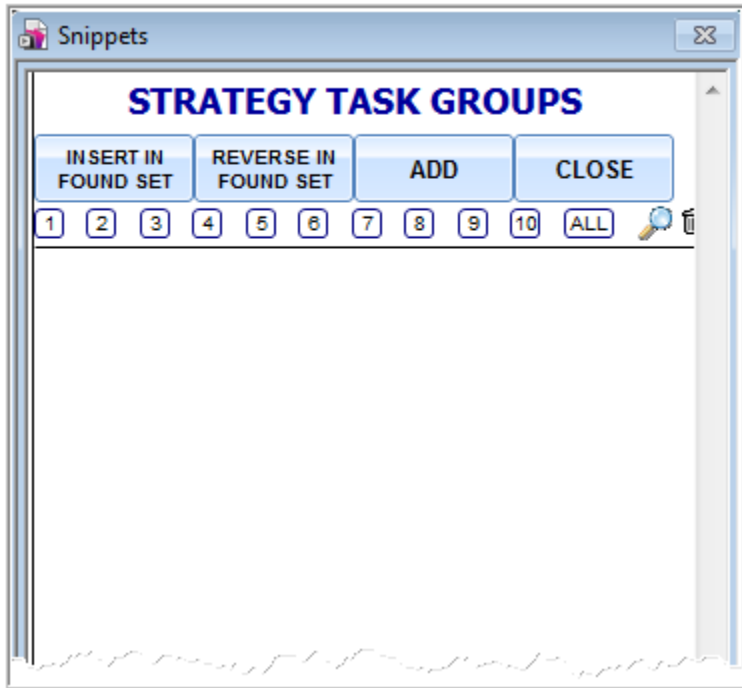 Snippets
STRATEGY TASK GROUPS
INSERT IN
FOUND SET
REVERSE IN
FOUND SET
ADD
CLOSE
1 2 3 4 5 6 7 8 9 10 ALL